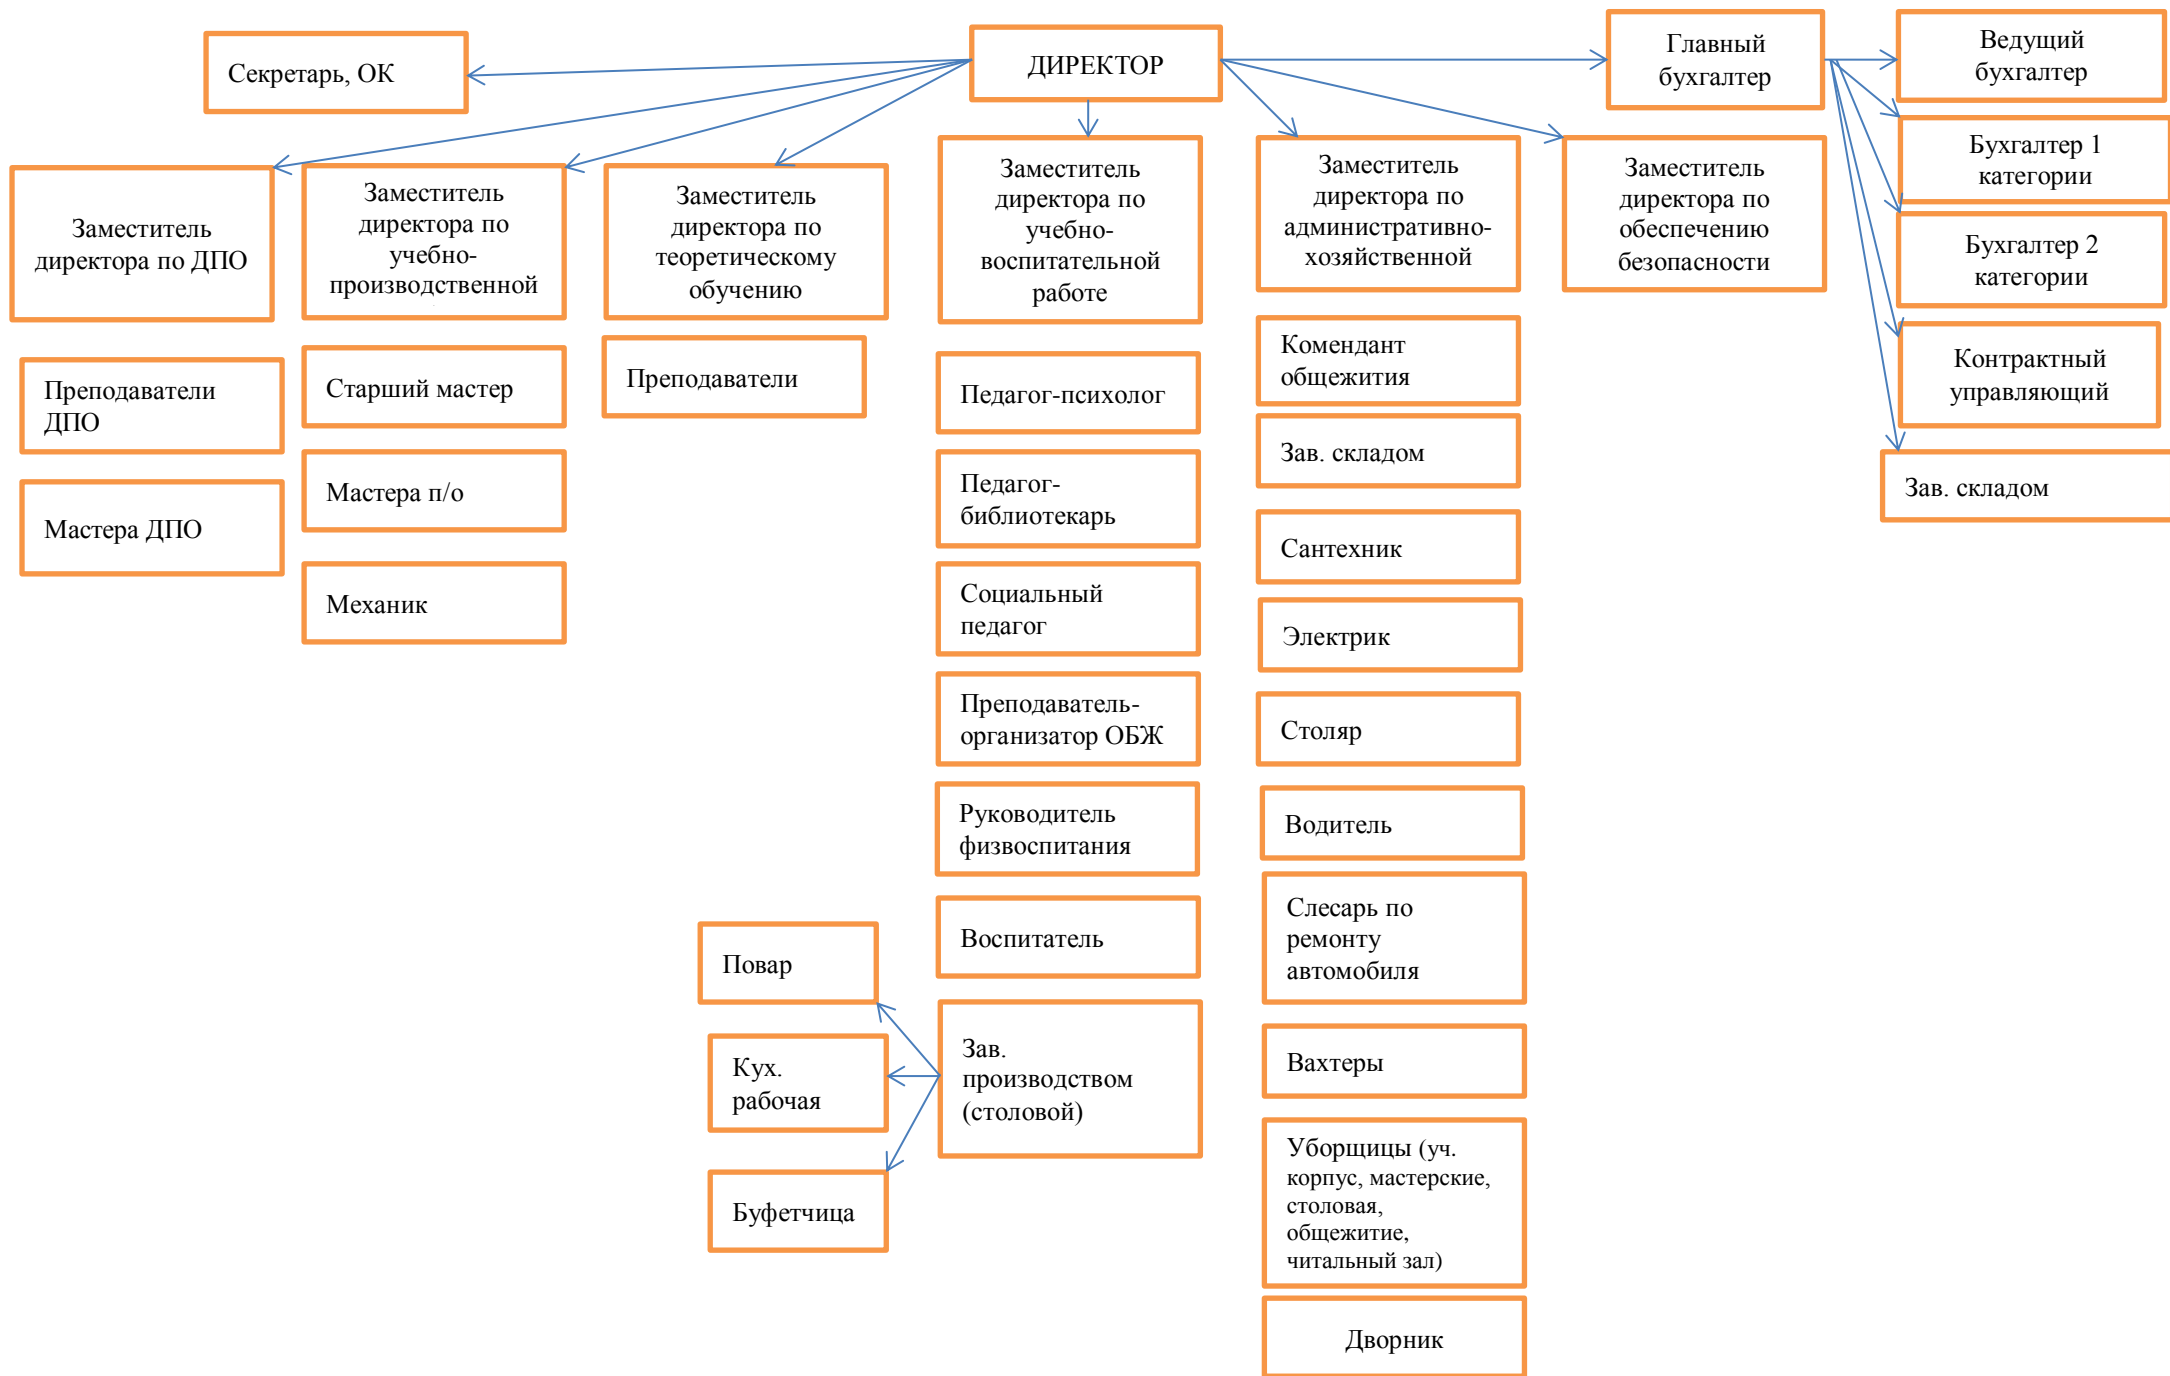 Секретарь, ОК
ДИРЕКТОР
Главный
бухгалтер
Ведущий
бухгалтер
Бухгалтер 1
категории
Бухгалтер 2
категории
Контрактный
управляющий
Зав. складом
Заместитель
директора по ДПО
Заместитель
директора по
учебно-
производственной
Заместитель
директора по
теоретическому
обучению
Заместитель
директора по
учебно-
воспитательной
работе
Заместитель
директора по
административно-
хозяйственной
Заместитель
директора по
обеспечению
безопасности
Преподаватели
ДПО
Мастера ДПО
Старший мастер
Мастера п/о
Механик
Преподаватели
Педагог-психолог
Педагог-
библиотекарь
Социальный
педагог
Преподаватель-
организатор ОБЖ
Руководитель
физвоспитания
Воспитатель
Зав.
производством
(столовой)
Повар
Кух.
рабочая
Буфетчица
Комендант
общежития
Зав. складом
Сантехник
Электрик
Столяр
Водитель
Слесарь по
ремонту
автомобиля
Вахтеры
Уборщицы (уч.
корпус, мастерские,
столовая,
общежитие,
читальный зал)
Дворник